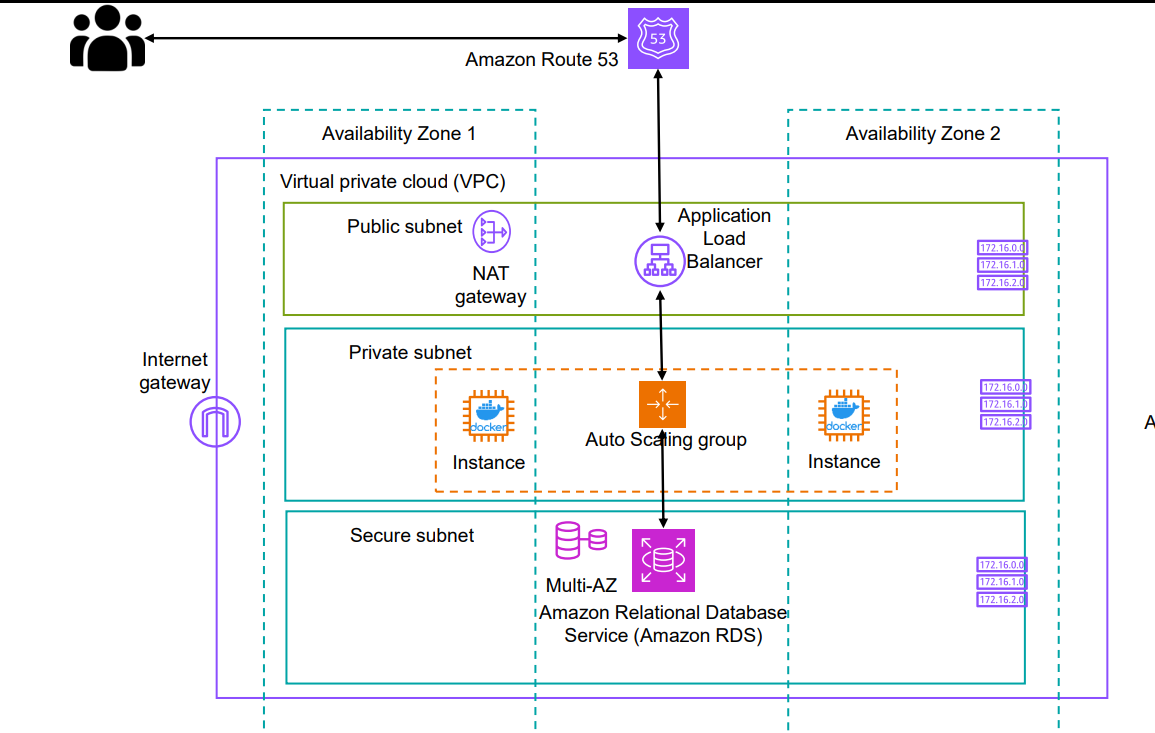 53
Amazon Route 53
Availability Zone 1
Availability Zone 2
Virtual private cloud (VPC)
Public subnet
NAT
gateway
Application
Load
Balancer
172.16.0.0
172.16.1.0
172.16.2.0
Internet
gateway
Private subnet
docker
Instance
Auto Scaling group
docker
Instance
172.16.0.0
172.16.1.0
172.16.2.0
A
Secure subnet
Multi-AZ
Amazon Relational Database
Service (Amazon RDS)
172.16.0.0
172.16.1.0
172.16.2.0